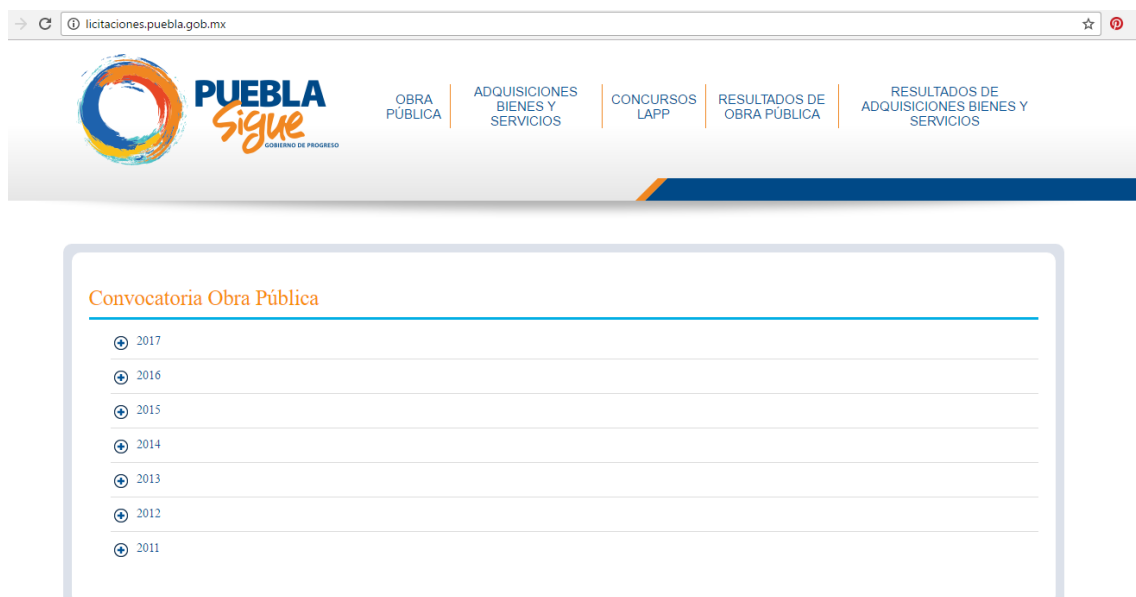 licitaciones.puebla.gob.mx
PUEBLA
Sigue
GOBIERNO DE PROGRESO
OBRA
PÚBLICA
ADQUISICIONES
BIENES Y
SERVICIOS
CONCURSOS
LAPP
RESULTADOS DE
OBRA PÚBLICA
RESULTADOS DE
ADQUISICIONES BIENES Y
SERVICIOS
Convocatoria Obra Pública
2017
2016
2015
2014
2013
2012
2011